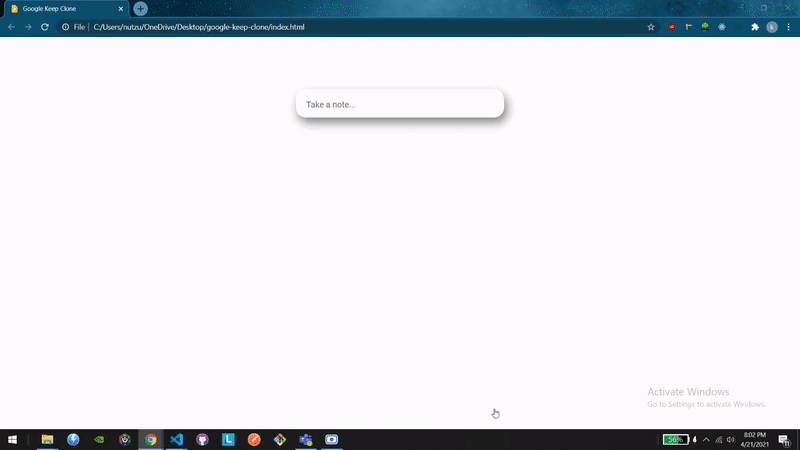 Google Keep Clone
File
C:/Users/nutzu/OneDrive/Desktop/google-keep-clone/index.html
k
Take a note...
Activate Windows
Go to Settings to activate Windows.
L
56%
8:02 PM
4/21/2021